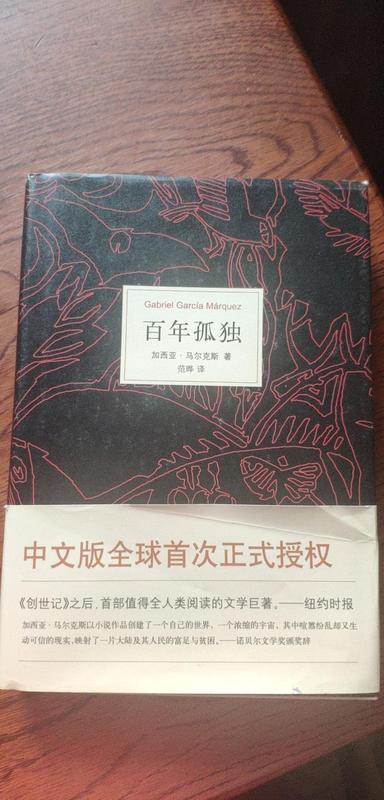 Gabriel García Márquez
百年孤独
加西亚·马尔克斯 著
范晔 译
中文版全球首次正式授权
《创世记》之后，首部值得全人类阅读的文学巨著。——纽约时报
加西亚·马尔克斯以小说作品创建了一个自己的世界，一个浓缩的宇宙，其中喧嚣纷乱却又生
动可信的现实，映射了一片大陆及其人民的富足与贫困。——诺贝尔文学奖颁奖辞